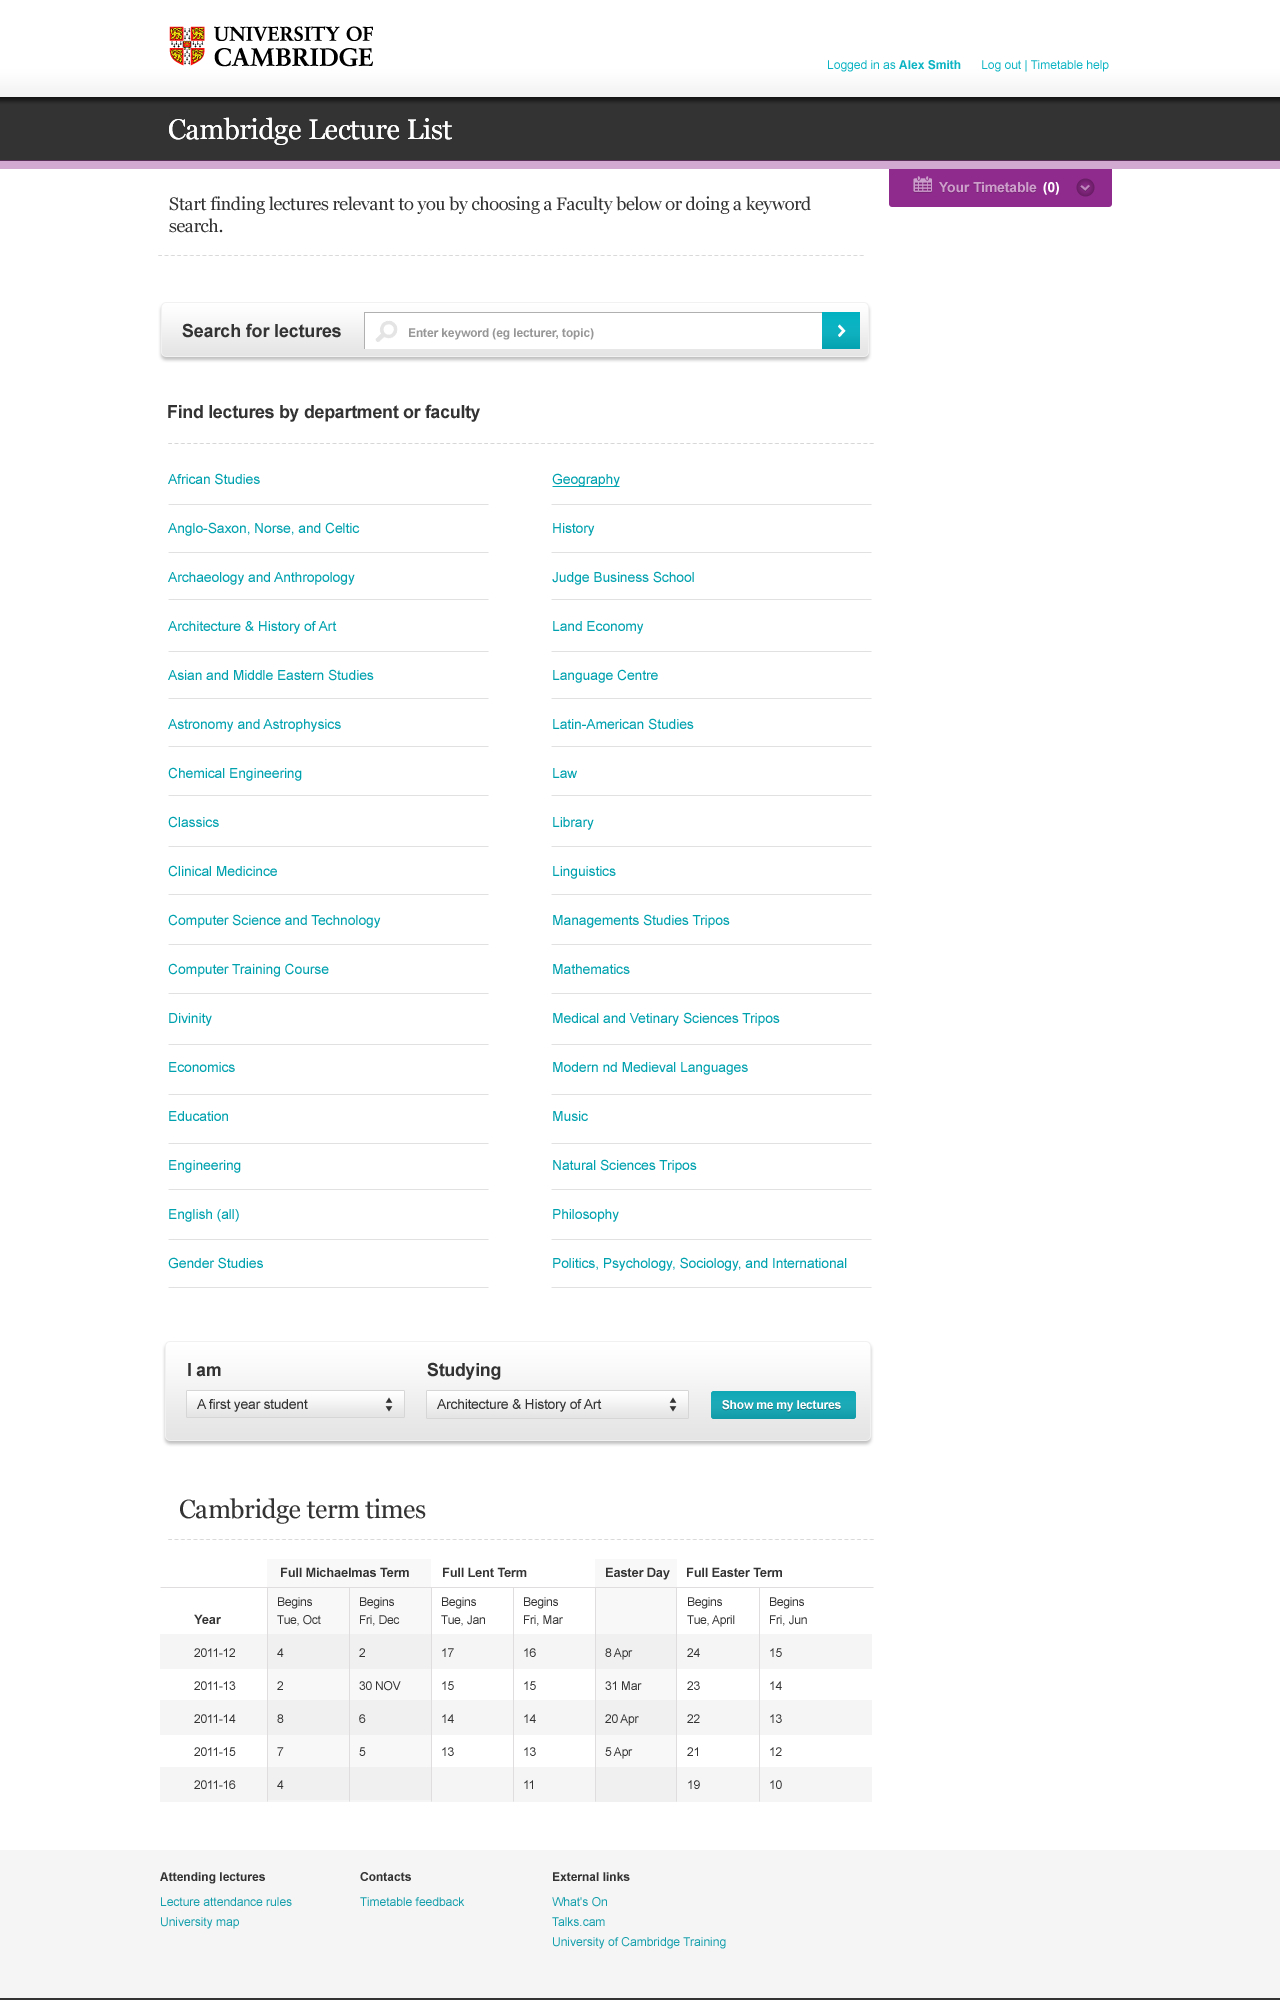 UNIVERSITY OF
CAMBRIDGE
Logged in as Alex Smith Log out | Timetable help
Cambridge Lecture List
Your Timetable (0)
Start finding lectures relevant to you by choosing a Faculty below or doing a keyword
search.
Search for lectures Enter keyword (eg lecturer, topic)
Find lectures by department or faculty
African Studies
Anglo-Saxon, Norse, and Celtic
Archaeology and Anthropology
Architecture & History of Art
Asian and Middle Eastern Studies
Astronomy and Astrophysics
Chemical Engineering
Classics
Clinical Medicince
Computer Science and Technology
Computer Training Course
Divinity
Economics
Education
Engineering
English (all)
Gender Studies
Geography
History
Judge Business School
Land Economy
Language Centre
Latin-American Studies
Law
Library
Linguistics
Managements Studies Tripos
Mathematics
Medical and Vetinary Sciences Tripos
Modern nd Medieval Languages
Music
Natural Sciences Tripos
Philosophy
Politics, Psychology, Sociology, and International
I am Studying
A first year student Architecture & History of Art Show me my lectures
Cambridge term times
Full Michaelmas Term Full Lent Term Easter Day Full Easter Term
Begins Begins Begins Begins Begins Begins
Year Tue, Oct Fri, Dec Tue, Jan Fri, Mar Tue, April Fri, Jun
2011-12 4 2 17 16 8 Apr 24 15
2011-13 2 30 NOV 15 15 31 Mar 23 14
2011-14 8 6 14 14 20 Apr 22 13
2011-15 7 5 13 13 5 Apr 21 12
2011-16 4 11 19 10
Attending lectures
Lecture attendance rules
University map
Contacts
Timetable feedback
External links
What's On
Talks.cam
University of Cambridge Training